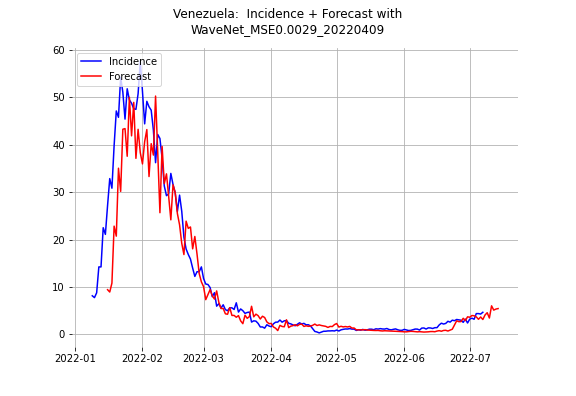 Venezuela:  Incidence + Forecast with
WaveNet_MSE0.0029_20220409
Incidence
Forecast
60
50
40
30
20
10
0
2022-01 2022-02 2022-03 2022-04 2022-05 2022-06 2022-07